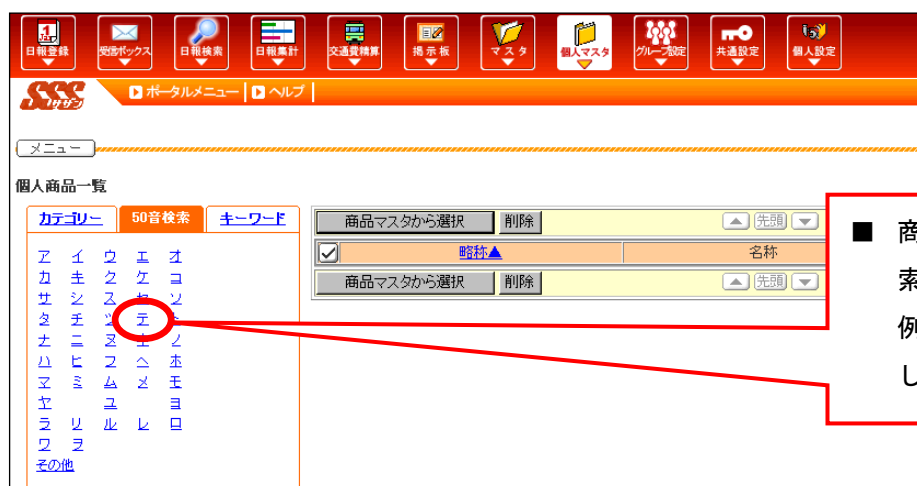 日報登録 受信ボックス 日報検索 日報集計 交通費精算 掲示板 マスタ 個人マスタ グループ設定 共通設定 個人設定
SSS サザン ポータルメニュー ヘルプ
メニュー
個人商品一覧
カテゴリー 50音検索 キーワード
商品マスタから選択 削除 先頭
略称▲ 名称
商品マスタから選択 削除 先頭
ア イ ウ エ オ
カ キ ク ケ コ
サ シ ス セ ソ
タ チ ツ テ ト
ナ ニ ヌ ネ ノ
ハ ヒ フ ヘ ホ
マ ミ ム メ モ
ヤ ユ ヨ
ラ リ ル レ ロ
ワ ヲ
その他
■ 商
索
例
し